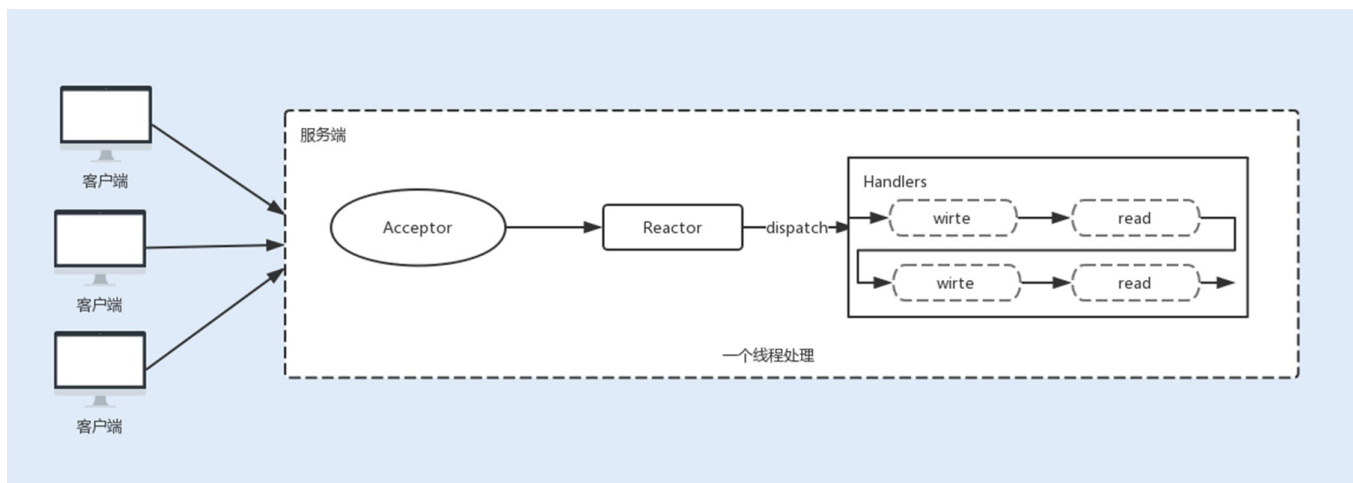 客户端
客户端
客户端
服务端
Acceptor
Reactor
dispatch
Handlers
wirte
read
wirte
read
一个线程处理